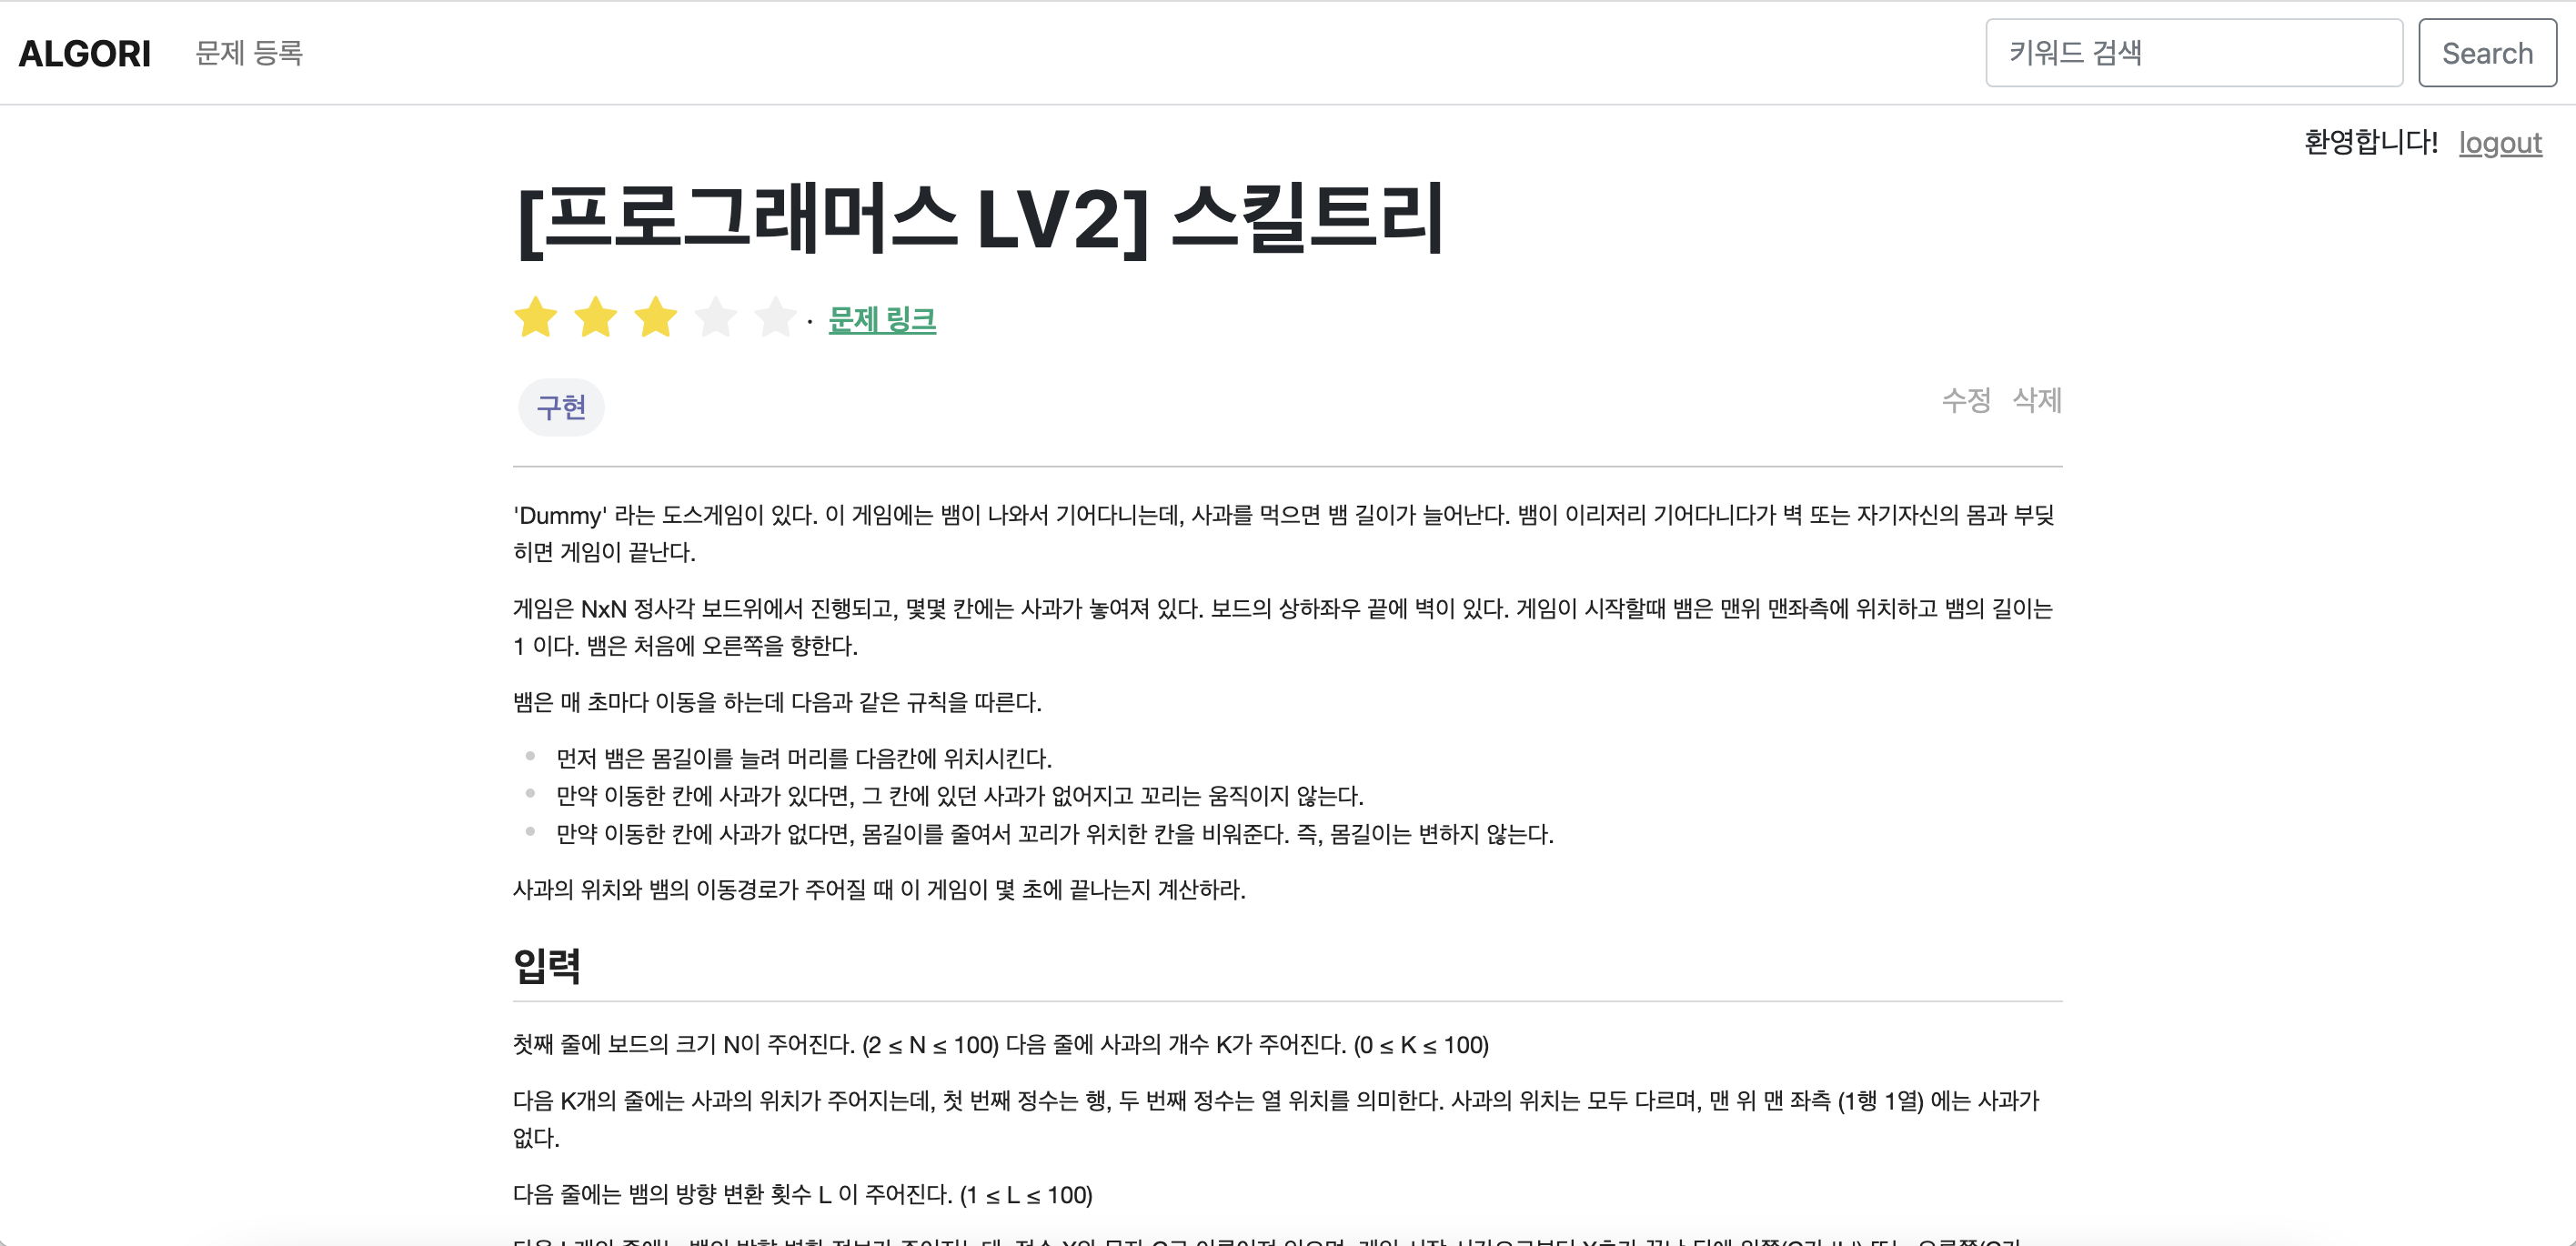 ALGORI 문제 등록 키워드 검색 Search
환영합니다! logout
[프로그래머스 LV2] 스킬트리
· 문제 링크
구현 수정 삭제
'Dummy' 라는 도스게임이 있다. 이 게임에는 뱀이 나와서 기어다니는데, 사과를 먹으면 뱀 길이가 늘어난다. 뱀이 이리저리 기어다니다가 벽 또는 자기자신의 몸과 부딪
히면 게임이 끝난다.
게임은 NxN 정사각 보드위에서 진행되고, 몇몇 칸에는 사과가 놓여져 있다. 보드의 상하좌우 끝에 벽이 있다. 게임이 시작할때 뱀은 맨위 맨좌측에 위치하고 뱀의 길이는
1 이다. 뱀은 처음에 오른쪽을 향한다.
뱀은 매 초마다 이동을 하는데 다음과 같은 규칙을 따른다.
먼저 뱀은 몸길이를 늘려 머리를 다음칸에 위치시킨다.
만약 이동한 칸에 사과가 있다면, 그 칸에 있던 사과가 없어지고 꼬리는 움직이지 않는다.
만약 이동한 칸에 사과가 없다면, 몸길이를 줄여서 꼬리가 위치한 칸을 비워준다. 즉, 몸길이는 변하지 않는다.
사과의 위치와 뱀의 이동경로가 주어질 때 이 게임이 몇 초에 끝나는지 계산하라.
입력
첫째 줄에 보드의 크기 N이 주어진다. (2 ≤ N ≤ 100) 다음 줄에 사과의 개수 K가 주어진다. (0 ≤ K ≤ 100)
다음 K개의 줄에는 사과의 위치가 주어지는데, 첫 번째 정수는 행, 두 번째 정수는 열 위치를 의미한다. 사과의 위치는 모두 다르며, 맨 위 맨 좌측 (1행 1열) 에는 사과가
없다.
다음 줄에는 뱀의 방향 변환 횟수 L 이 주어진다. (1 ≤ L ≤ 100)